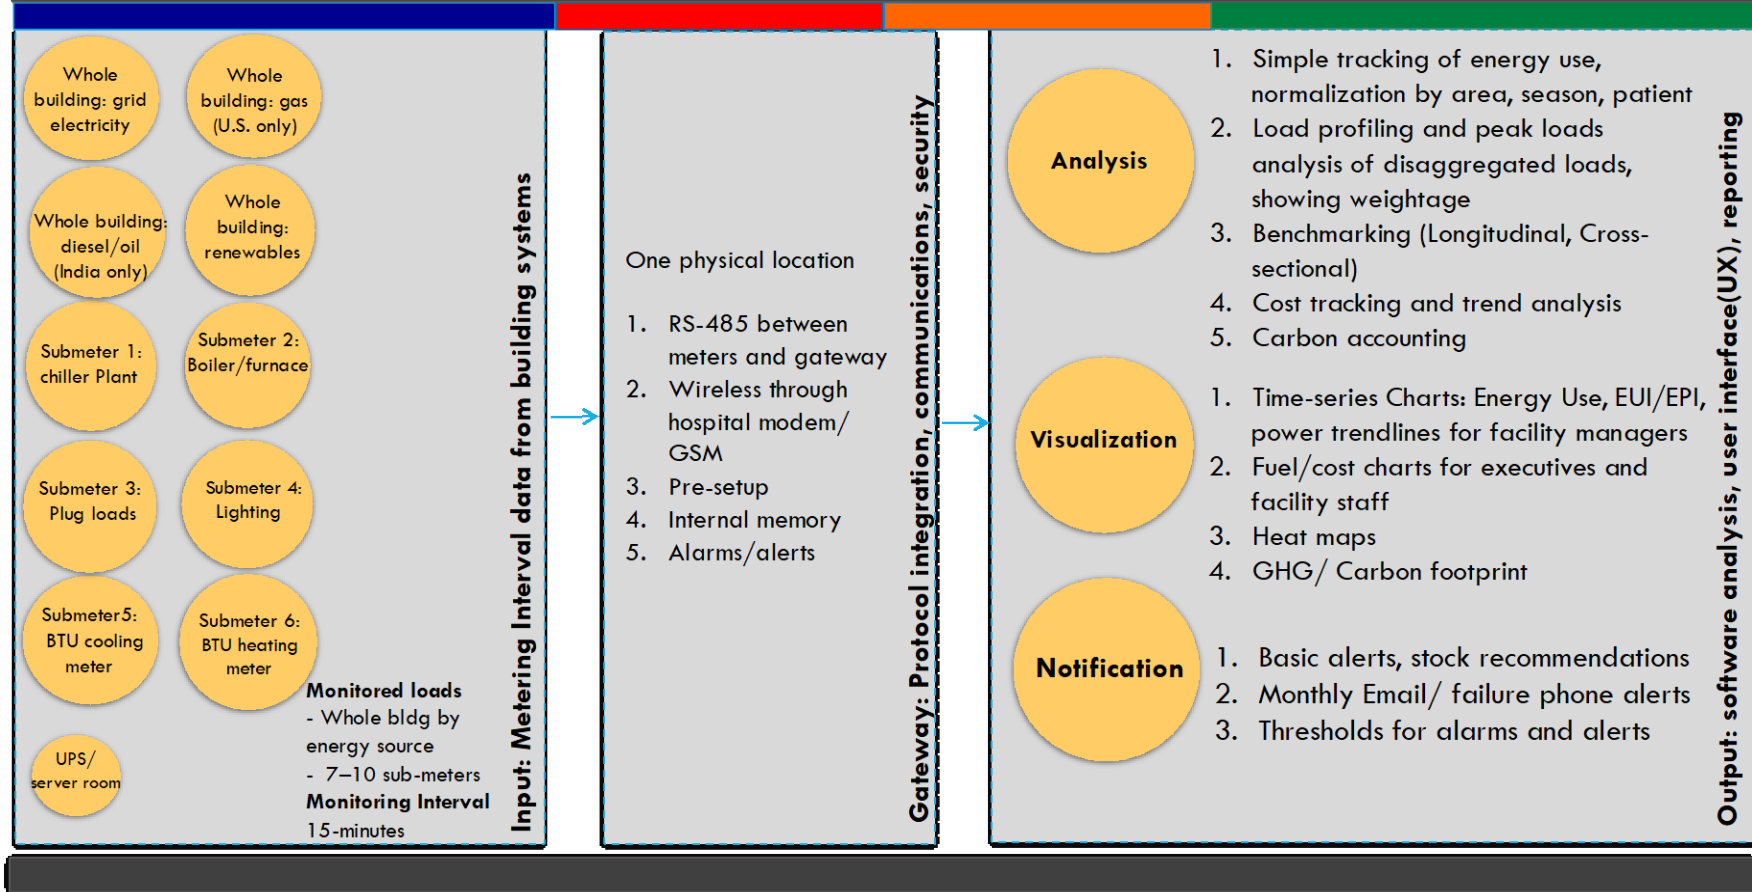 Whole
building: grid
electricity
Whole
building: gas
(U.S. only)
Whole building:
diesel/oil
(India only)
Whole
building:
renewables
Submeter 1:
chiller Plant
Submeter 2:
Boiler/furnace
Submeter 3:
Plug loads
Submeter 4:
Lighting
Submeter5:
BTU cooling
meter
Submeter 6:
BTU heating
meter
UPS/
server room
Monitored loads
- Whole bldg by
energy source
- 7–10 sub-meters
Monitoring Interval
15-minutes
Input: Metering Interval data from building systems
One physical location
1. RS-485 between
meters and gateway
2. Wireless through
hospital modem/
GSM
3. Pre-setup
4. Internal memory
5. Alarms/alerts
Gateway: Protocol integration, communications, security
Analysis
1. Simple tracking of energy use,
normalization by area, season, patient
2. Load profiling and peak loads
analysis of disaggregated loads,
showing weightage
3. Benchmarking (Longitudinal, Cross-
sectional)
4. Cost tracking and trend analysis
5. Carbon accounting
Visualization
1. Time-series Charts: Energy Use, EUI/EPI,
power trendlines for facility managers
2. Fuel/cost charts for executives and
facility staff
3. Heat maps
4. GHG/ Carbon footprint
Notification
1. Basic alerts, stock recommendations
2. Monthly Email/ failure phone alerts
3. Thresholds for alarms and alerts
Output: software analysis, user interface(UX), reporting